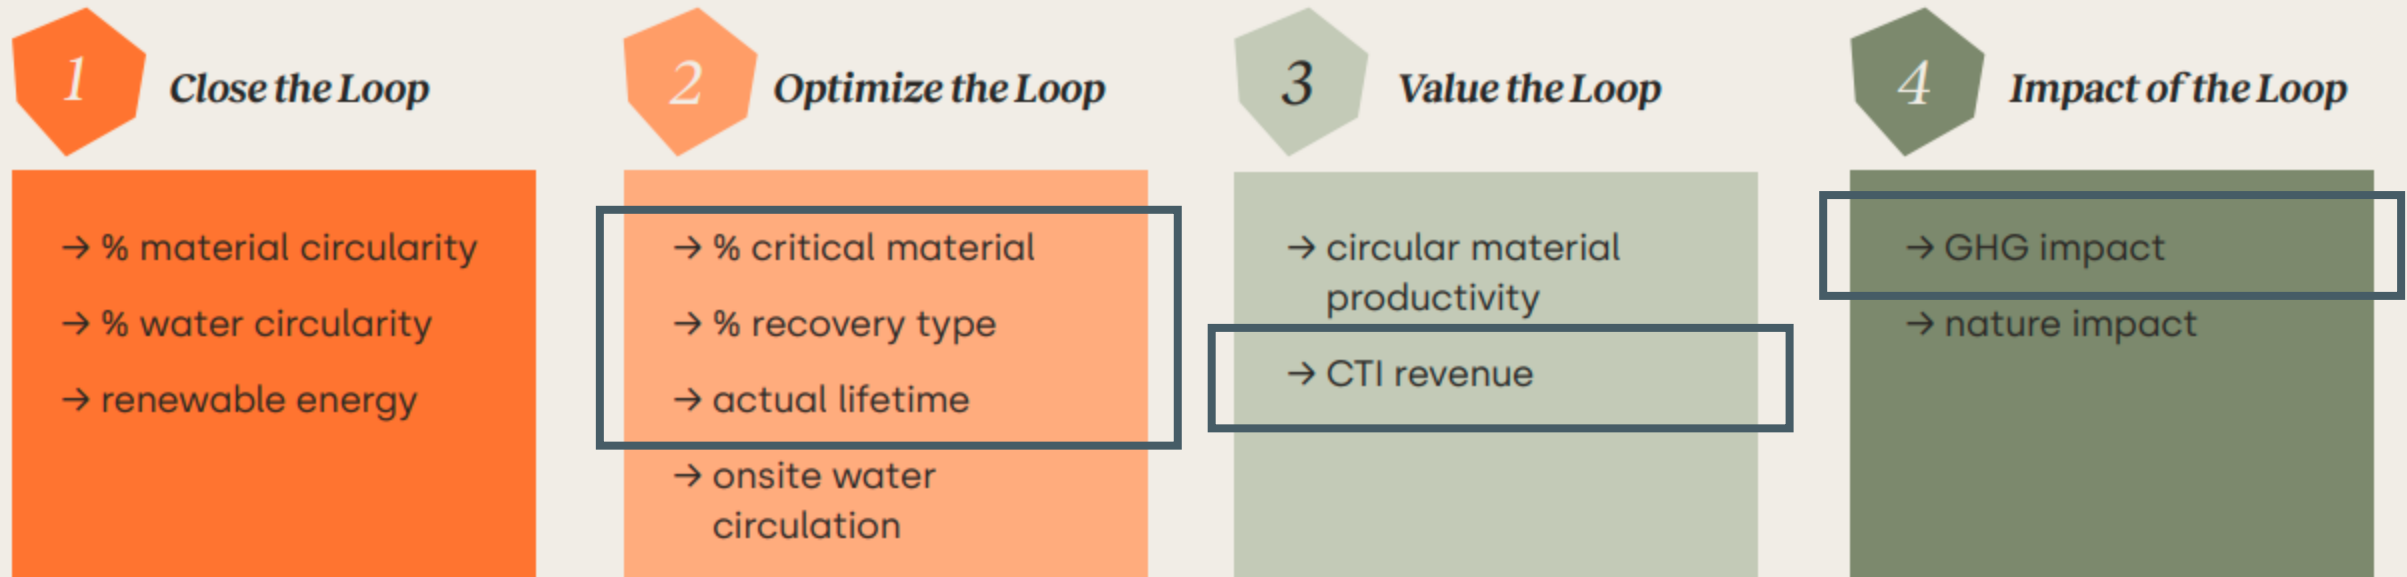 1 Close the Loop
→ % material circularity
→ % water circularity
→ renewable energy
2 Optimize the Loop
→ % critical material
→ % recovery type
→ actual lifetime
→ onsite water
circulation
3 Value the Loop
→ circular material
productivity
→ CTI revenue
4 Impact of the Loop
→ GHG impact
→ nature impact